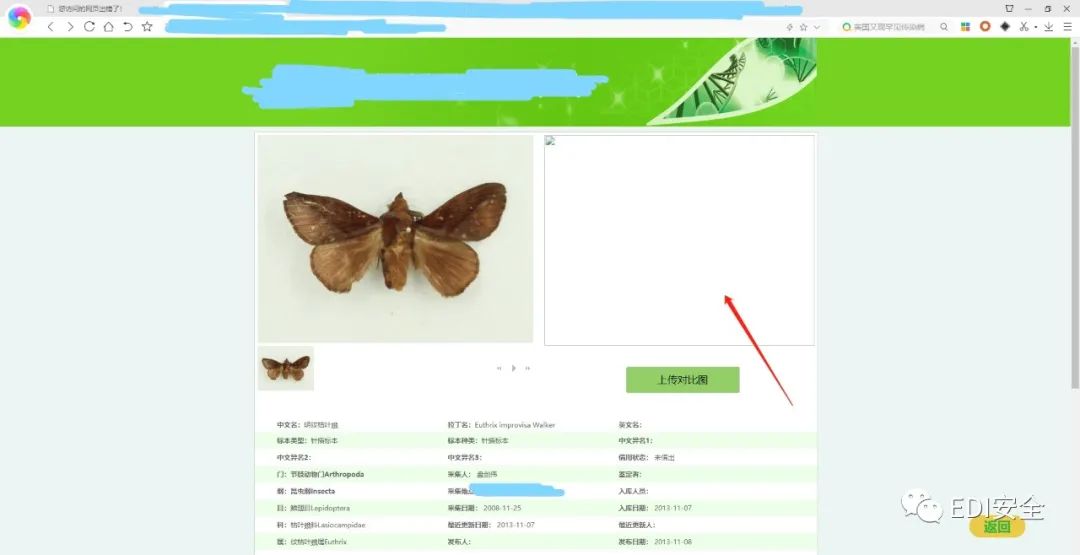 您访问的网页出错了!
美国又现罕见传染病
上传对比图
中文名: 明纹枯叶蛾 拉丁名: Euthrix improvisa Walker 英文名:
标本类型: 针插标本 标本种类: 针插标本 中文异名1:
中文异名2: 中文异名3: 借用状态: 未借出
门: 节肢动物门Arthropoda 采集人: 鉴定者:
纲: 昆虫纲Insecta 采集地点 入库人员:
目: 鳞翅目Lepidoptera 采集日期: 2008-11-25 入库日期: 2013-11-07
科: 枯叶蛾科Lasiocampidae 最近更新日期: 2013-11-07 最近更新人:
属: 纹枯叶蛾属Euthrix 发布人: 发布日期: 2013-11-08
EDI安全
返回